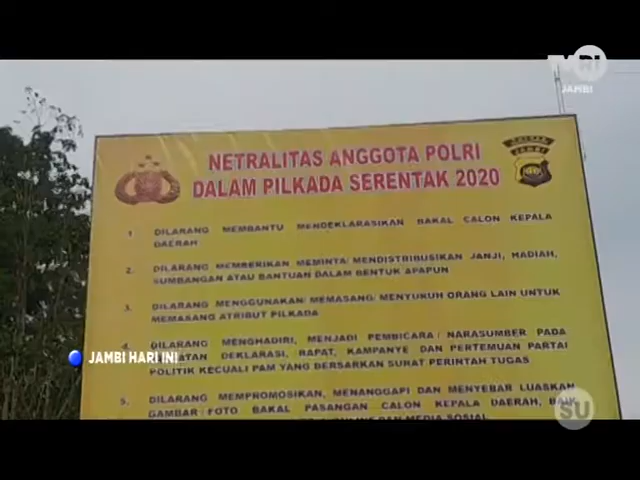 TVRI
JAMBI
NETRALITAS ANGGOTA POLRI
DALAM PILKADA SERENTAK 2020
JAMBI
1. DILARANG MEMBANTU MENDEKLARASIKAN BAKAL CALON KEPALA
DAERAH
2. DILARANG MEMBERIKAN/MEMINTA/MENDISTRIBUSIKAN JANJI, HADIAH,
SUMBANGAN ATAU BANTUAN DALAM BENTUK APAPUN
3. DILARANG MENGGUNAKAN/MEMASANG/MENYURUH ORANG LAIN UNTUK
MEMASANG ATRIBUT PILKADA
4. DILARANG MENGHADIRI, MENJADI PEMBICARA/NARASUMBER PADA
DEKLARASI, RAPAT, KAMPANYE DAN PERTEMUAN PARTAI
POLITIK KECUALI PAM YANG BERSARKAN SURAT PERINTAH TUGAS
5. DILARANG MEMPROMOSIKAN, MENANGGAPI DAN MENYEBAR LUASKAN
GAMBAR/FOTO BAKAL PASANGAN CALON KEPALA DAERAH, BAIK
DAN MEDIA SOSIAL
JAMBI HARI INI
SU